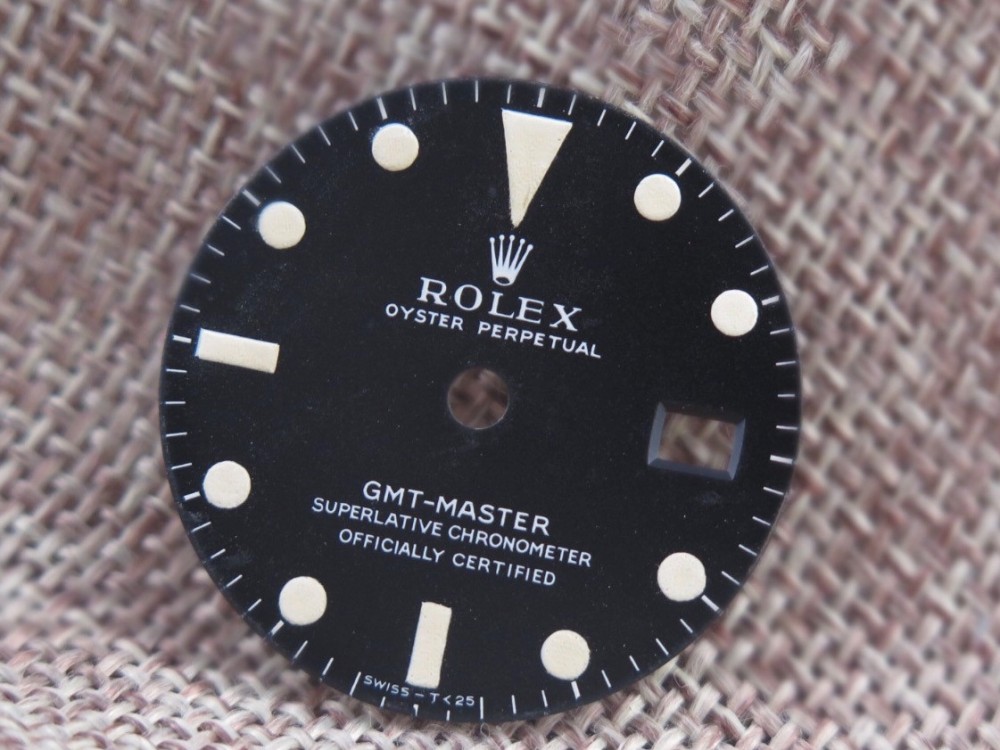 ROLEX
OYSTER PERPETUAL
GMT-MASTER
SUPERLATIVE CHRONOMETER
OFFICIALLY CERTIFIED
SWISS-T<25